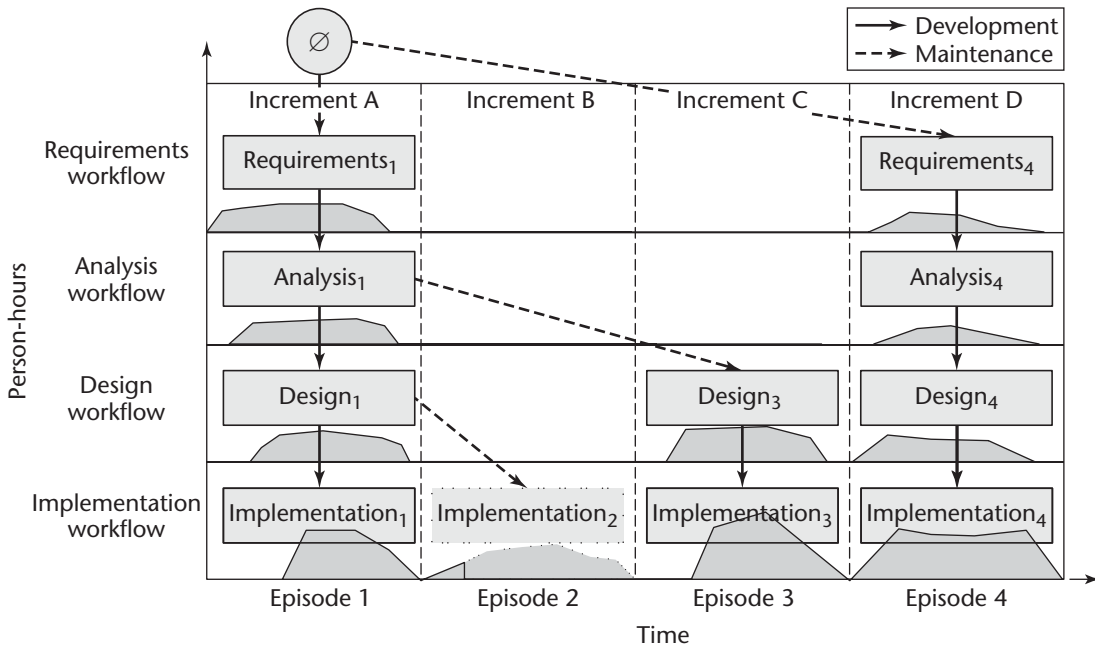 ∅
Development
Maintenance
Increment A
Increment B
Increment C
Increment D
Requirements
workflow
Requirements₁
Requirements₄
Analysis
workflow
Analysis₁
Analysis₄
Person-hours
Design
workflow
Design₁
Design₃
Design₄
Implementation
workflow
Implementation₁
Implementation₂
Implementation₃
Implementation₄
Episode 1
Episode 2
Episode 3
Episode 4
Time